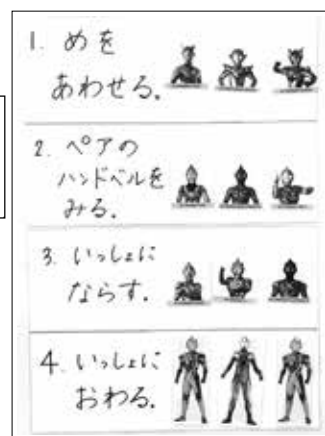 1. めを
あわせる.
2. ペアの
ハンドベルを
みる.
3. いっしょに
ならす.
4. いっしょに
おわる.